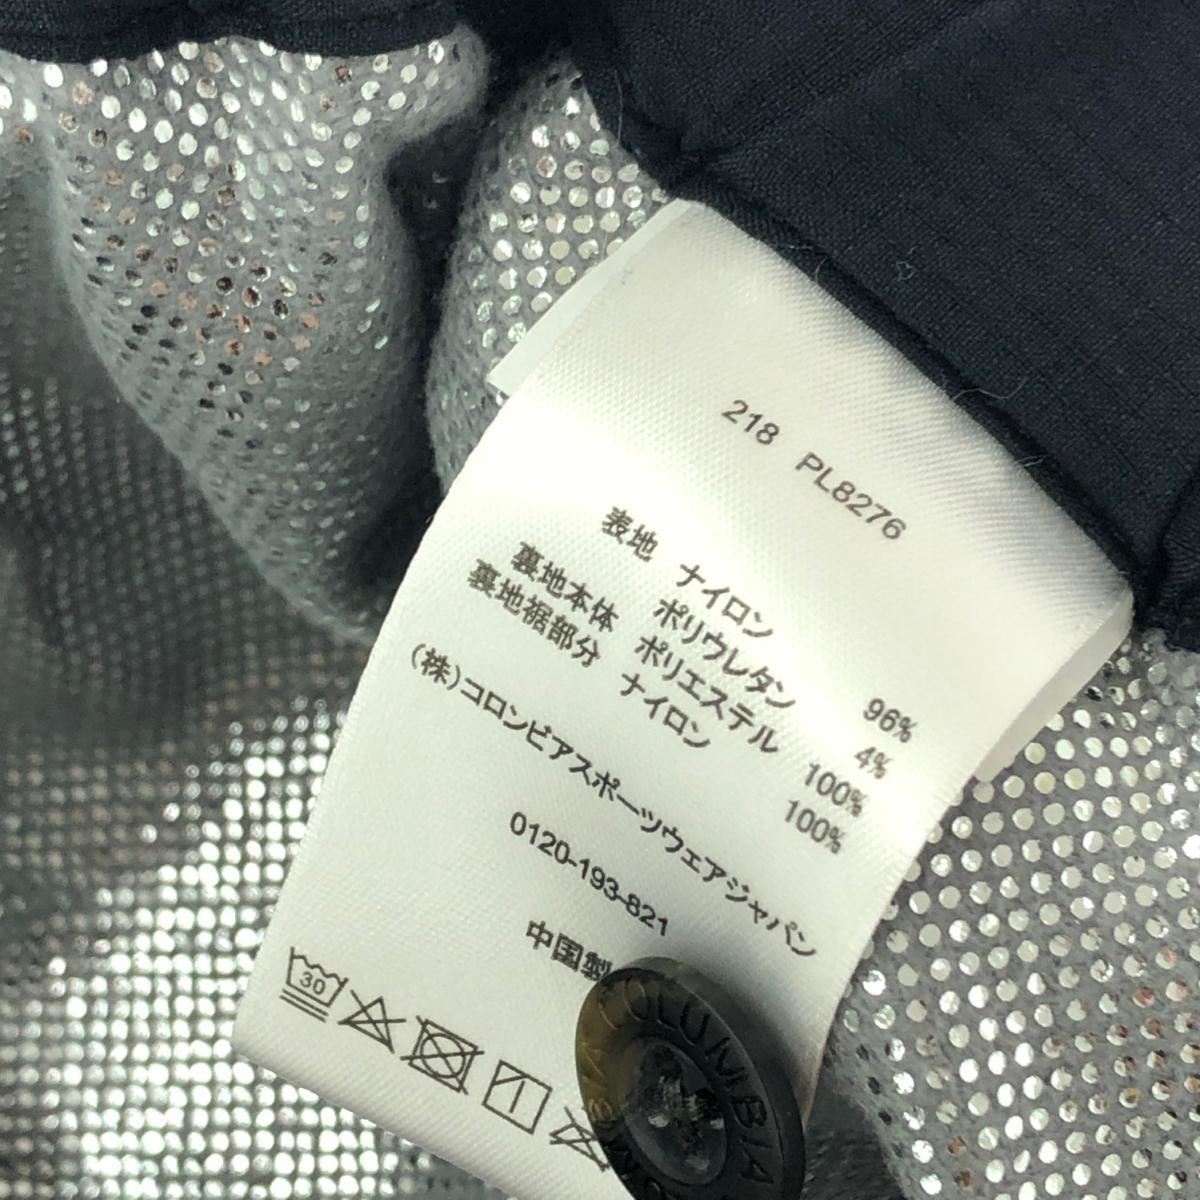 218 PL8276
表地 ナイロン 96%
ポリウレタン 4%
裏地本体 ポリエステル 100%
裏地裾部分 ナイロン 100%
(株)コロンビアスポーツウェアジャパン
0120-193-821
中国製
30
COLUMBIA